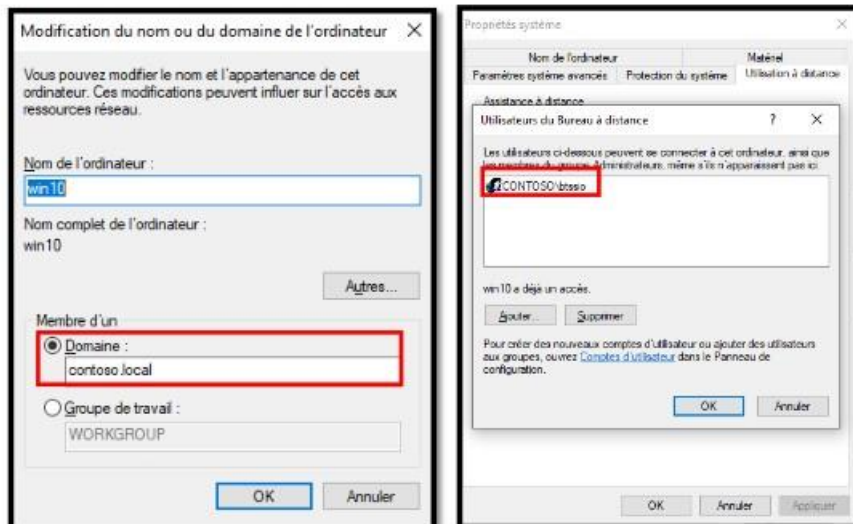 Modification du nom ou du domaine de l'ordinateur
Vous pouvez modifier le nom et l'appartenance de cet
ordinateur. Ces modifications peuvent influer sur l'accès aux
ressources réseau.
Nom de l'ordinateur :
win10
Nom complet de l'ordinateur :
win10
Autres...
Membre d'un
Domaine :
contoso.local
Groupe de travail :
WORKGROUP
OK Annuler
Propriétés système
Nom de l'ordinateur Matériel
Paramètres système avancés Protection du système Utilisation à distance
Assistance à distance
Utilisateurs du Bureau à distance ?
Les utilisateurs ci-dessous peuvent se connecter à cet ordinateur, ainsi que
les membres du groupe Administrateurs, même s'ils n'apparaissent pas ici.
CONTOSO\btssio
win10 a déjà un accès.
Ajouter... Supprimer
Pour créer des nouveaux comptes d'utilisateur ou ajouter des utilisateurs
aux groupes, ouvrez Comptes d'utilisateur dans le Panneau de
configuration.
OK Annuler
OK Annuler Appliquer